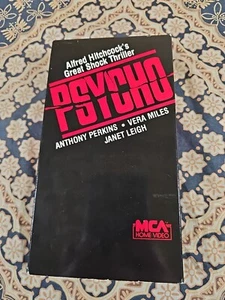 Alfred Hitchcock's
Great Shock Thriller
PSYCHO
ANTHONY PERKINS • VERA MILES
JANET LEIGH
MCA
HOME VIDEO